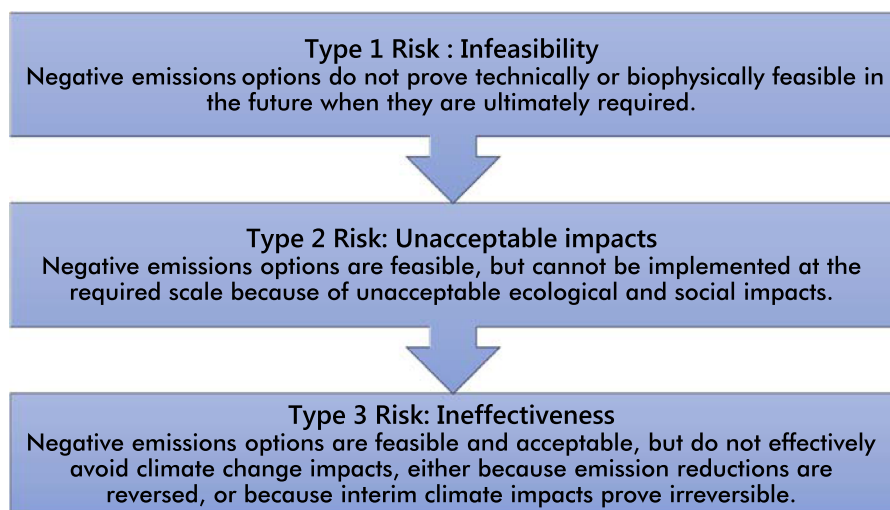 Type 1 Risk : Infeasibility
Negative emissions options do not prove technically or biophysically feasible in
the future when they are ultimately required.
Type 2 Risk: Unacceptable impacts
Negative emissions options are feasible, but cannot be implemented at the
required scale because of unacceptable ecological and social impacts.
Type 3 Risk: Ineffectiveness
Negative emissions options are feasible and acceptable, but do not effectively
avoid climate change impacts, either because emission reductions are
reversed, or because interim climate impacts prove irreversible.